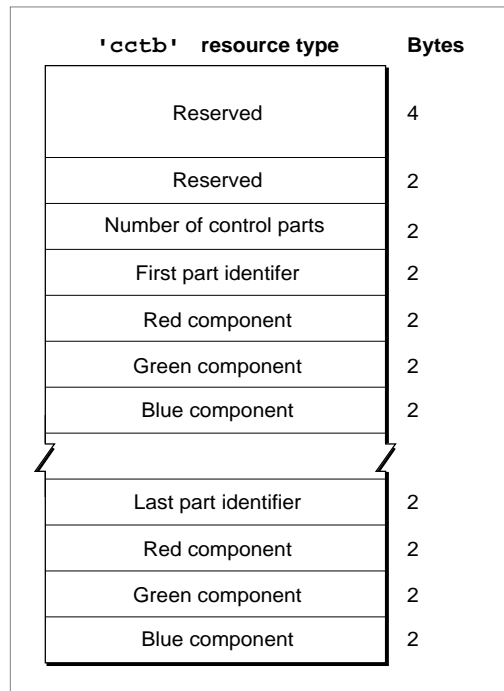 'cctb' resource type Bytes
Reserved 4
Reserved 2
Number of control parts 2
First part identifer 2
Red component 2
Green component 2
Blue component 2
Last part identifier 2
Red component 2
Green component 2
Blue component 2